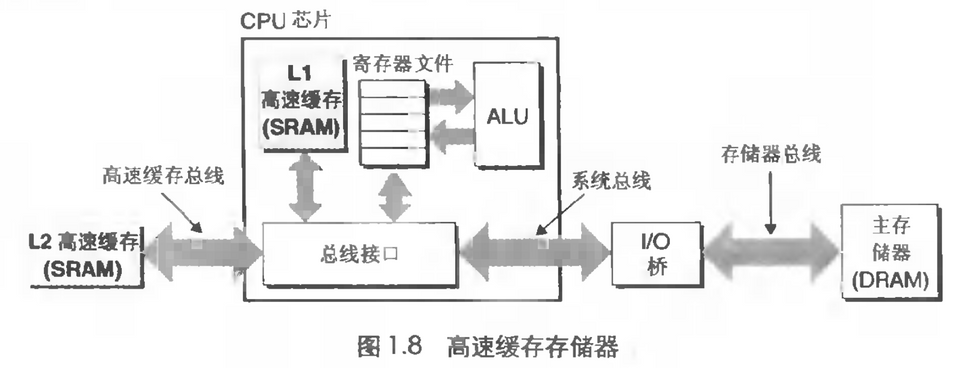 CPU 芯片
L1
高速缓存
(SRAM)
寄存器文件
ALU
高速缓存总线
系统总线
存储器总线
L2 高速缓存
(SRAM)
总线接口
I/O
桥
主存
储器
(DRAM)
图 1.8 高速缓存存储器